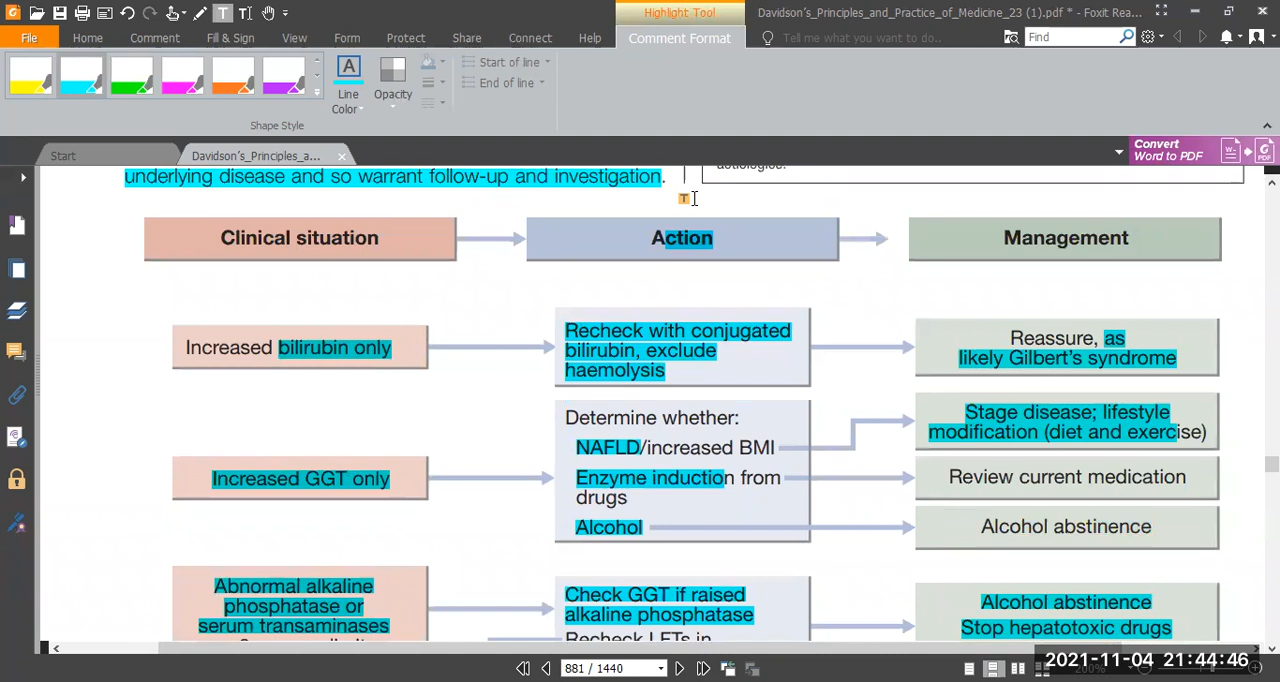 Highlight Tool
Davidson's_Principles_and_Practice_of_Medicine_23 (1).pdf * - Foxit Rea...
File Home Comment Fill & Sign View Form Protect Share Connect Help Comment Format Tell me what you want to do.. Find
Line Color
Opacity
Start of line
End of line
Shape Style
Start
Davidson's_Principles_a...
Convert
Word to PDF
underlying disease and so warrant follow-up and investigation.
Clinical situation
Action
Management
Increased bilirubin only
Recheck with conjugated
bilirubin, exclude
haemolysis
Reassure, as
likely Gilbert's syndrome
Increased GGT only
Determine whether:
NAFLD/increased BMI
Enzyme induction from
drugs
Alcohol
Stage disease; lifestyle
modification (diet and exercise)
Review current medication
Alcohol abstinence
Abnormal alkaline
phosphatase or
serum transaminases
Check GGT if raised
alkaline phosphatase
Recheck LFTs in
Alcohol abstinence
Stop hepatotoxic drugs
881 / 1440
2021-11-04 21:44:46